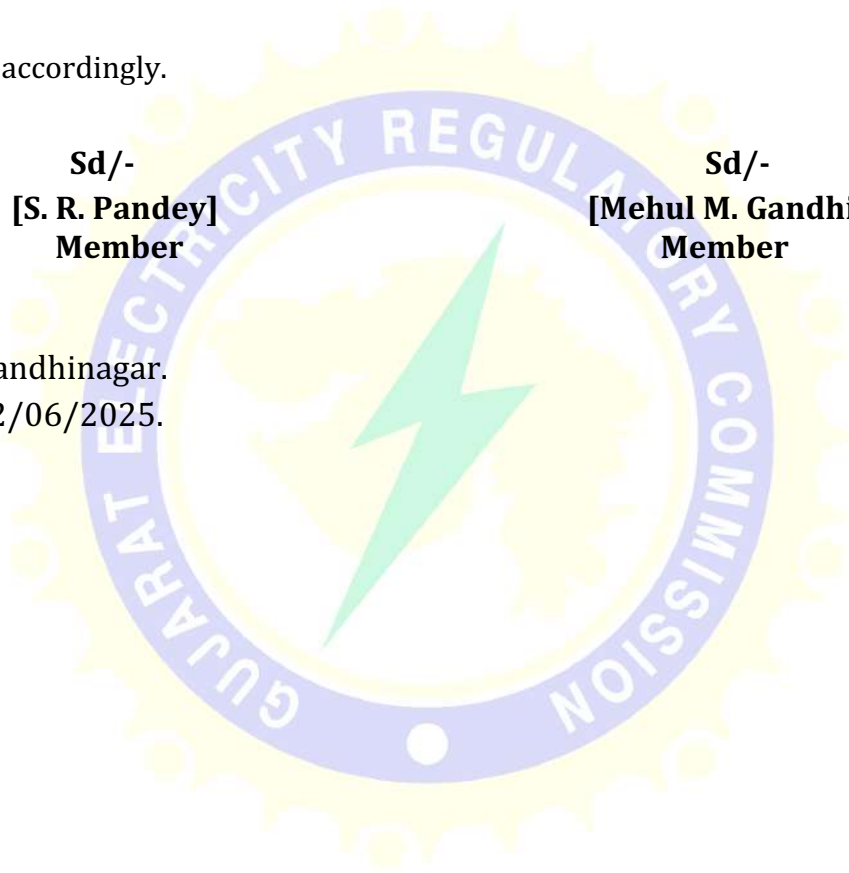 accordingly.
Sd/- Sd/-
[S. R. Pandey] [Mehul M. Gandhi
Member Member
andhinagar.
2/06/2025.
GUJARAT ELECTRICITY REGULATORY COMMISSION